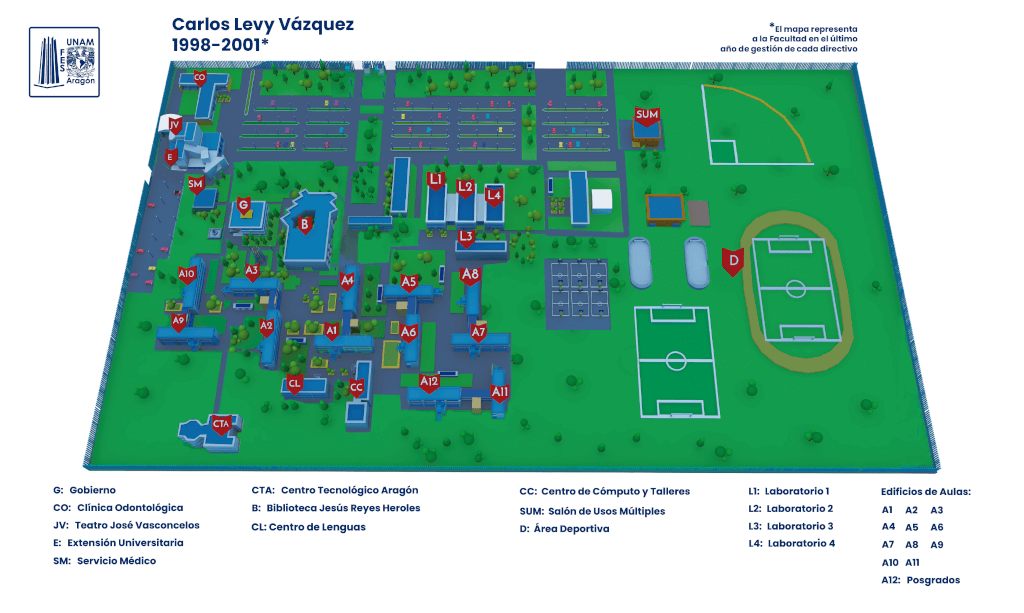 UNAM
FES
Aragón
Carlos Levy Vázquez
1998-2001*
*El mapa representa
a la Facultad en el último
año de gestión de cada directivo
CO
JV
E
SM
SUM
G
B
L1
L2
L4
L3
D
A10
A3
A4
A5
A8
A9
A2
A1
A6
A7
CL
CC
A12
A11
CTA
G: Gobierno
CO: Clínica Odontológica
JV: Teatro José Vasconcelos
E: Extensión Universitaria
SM: Servicio Médico
CTA: Centro Tecnológico Aragón
B: Biblioteca Jesús Reyes Heroles
CL: Centro de Lenguas
CC: Centro de Cómputo y Talleres
SUM: Salón de Usos Múltiples
D: Área Deportiva
L1: Laboratorio 1
L2: Laboratorio 2
L3: Laboratorio 3
L4: Laboratorio 4
Edificios de Aulas:
A1 A2 A3
A4 A5 A6
A7 A8 A9
A10 A11
A12: Posgrados